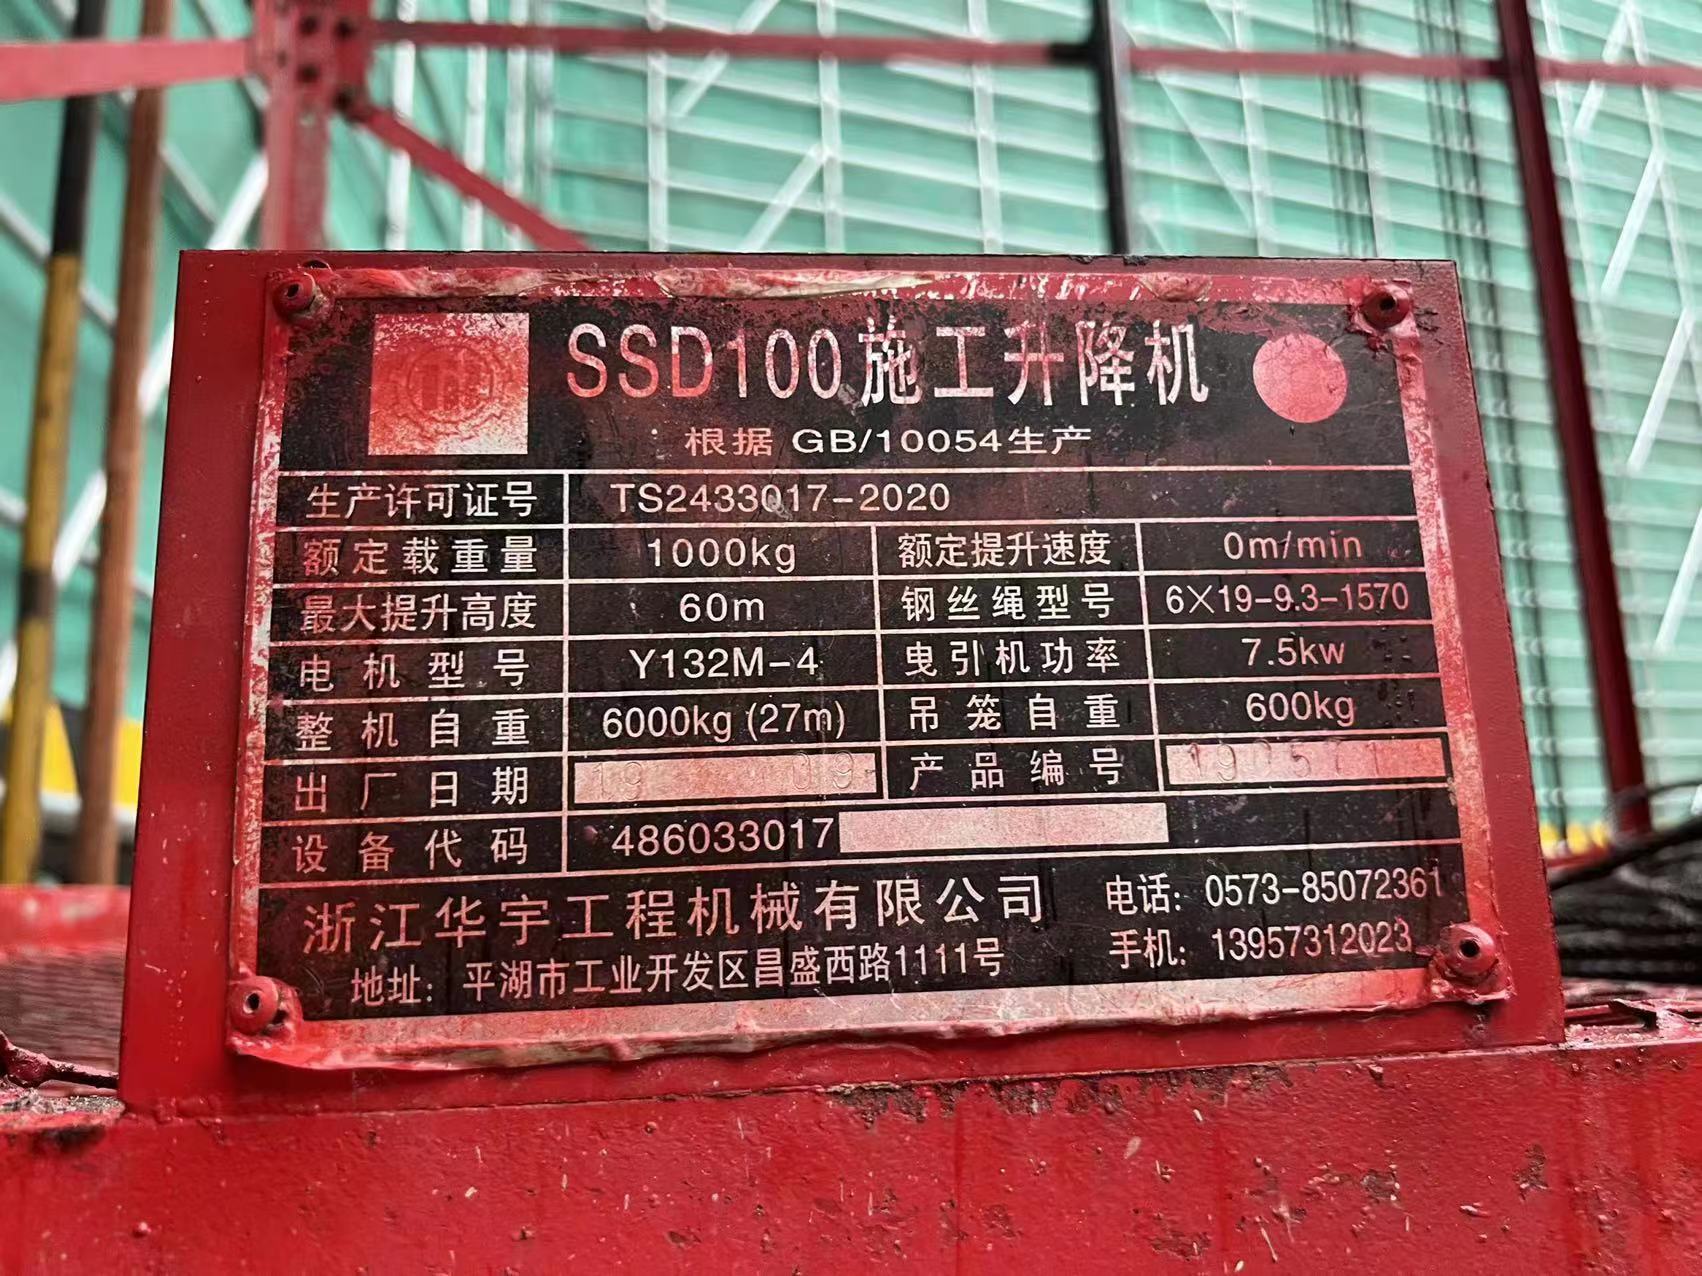 SSD100施工升降机
根据 GB/10054生产
生产许可证号 TS2433017-2020
额定载重量 1000kg 额定提升速度 0m/min
最大提升高度 60m 钢丝绳型号 6×19-9.3-1570
电机型号 Y132M-4 曳引机功率 7.5kw
整机自重 6000kg(27m) 吊笼自重 600kg
出厂日期 19 09 产品编号
设备代码 486033017
浙江华宇工程机械有限公司 电话: 0573-85072361
地址: 平湖市工业开发区昌盛西路1111号 手机: 13957312023